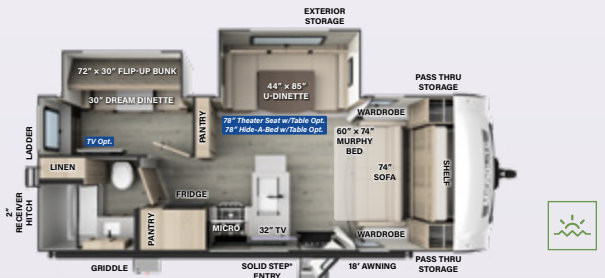 EXTERIOR
STORAGE
72" x 30" FLIP-UP BUNK
30" DREAM DINETTE
TV Opt.
PANTRY
44" x 85"
U-DINETTE
78" Theater Seat w/Table Opt.
78" Hide-A-Bed w/Table Opt.
PASS THRU
STORAGE
WARDROBE
60" x 74"
MURPHY
BED
74"
SOFA
SHELF
WARDROBE
LADDER
LINEN
2"
RECEIVER
HITCH
FRIDGE
PANTRY
MICRO
32" TV
GRIDDLE
SOLID STEP®
ENTRY
18' AWNING
PASS THRU
STORAGE